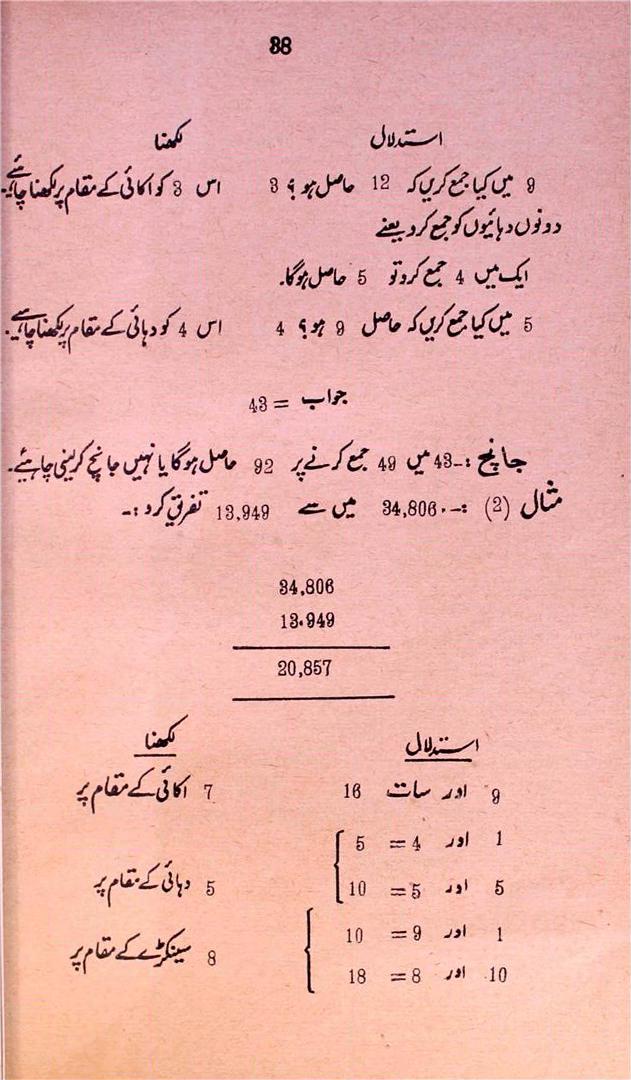 38
استدلال لکھنا
9 میں کیا جمع کریں کہ 12 حاصل ہو ؟ 3 اس 3 کو اکائی کے مقام پر لکھنا چاہیے۔
دونوں دہائیوں کو جمع کرو یعنے
ایک میں 4 جمع کرو تو 5 حاصل ہوگا۔
5 میں کیا جمع کریں کہ حاصل 9 ہو؟ 4 اس 4 کو دہائی کے مقام پر لکھنا چاہیے۔
جواب = 43
جانچ :- 43 میں 49 جمع کرنے پر 92 حاصل ہوگا یا نہیں جانچ کرلینی چاہئیے۔
مثال (2) :-. 34,806 میں سے 13,949 تفریق کرو :-
34,806
13.949
20,857
استدلال لکھنا
9 اور سات 16 7 اکائی کے مقام پر
1 اور 4 = 5
5 اور 5 = 10 5 دہائی کے مقام پر
1 اور 9 = 10
10 اور 8 = 18 8 سینکڑے کے مقام پر